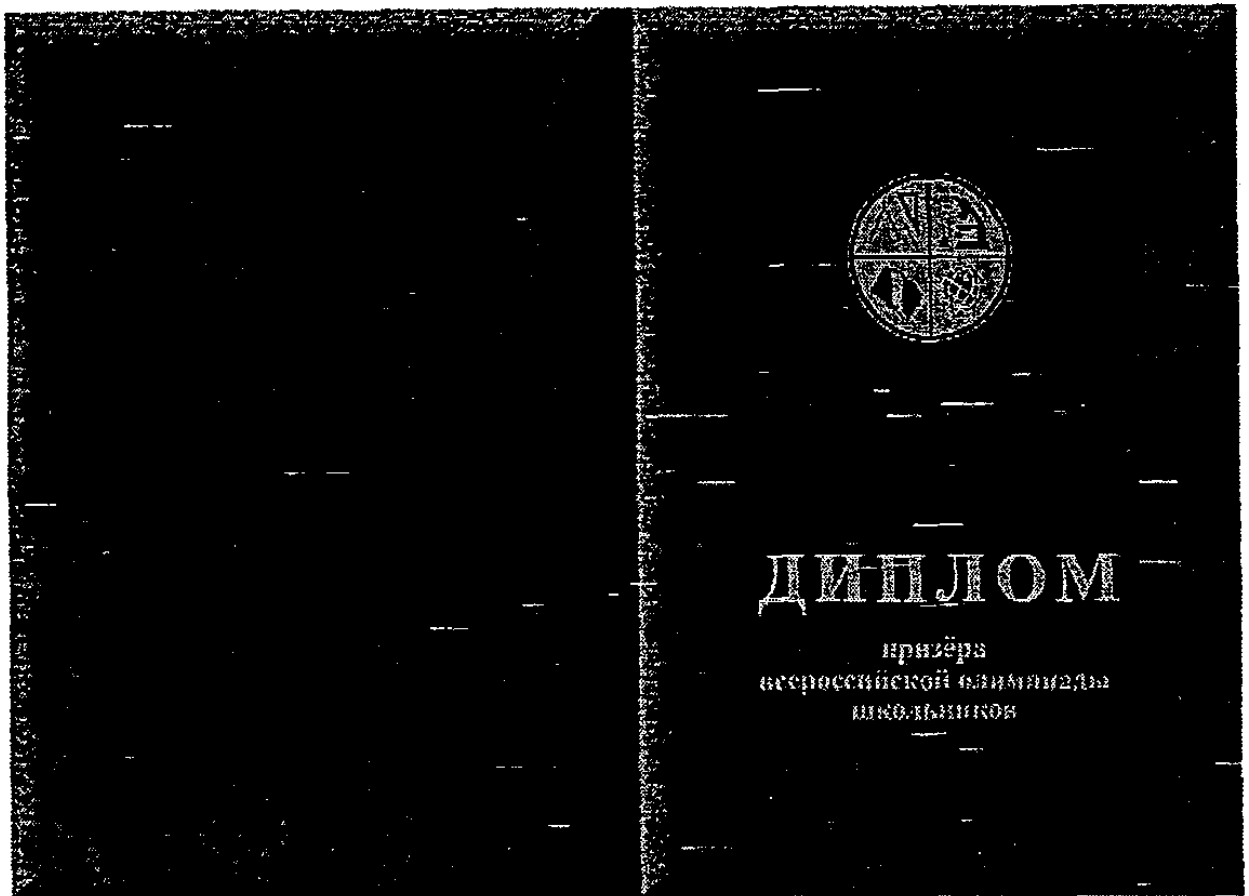 ДИПЛОМ
призёра
всероссийской олимпиады
школьников